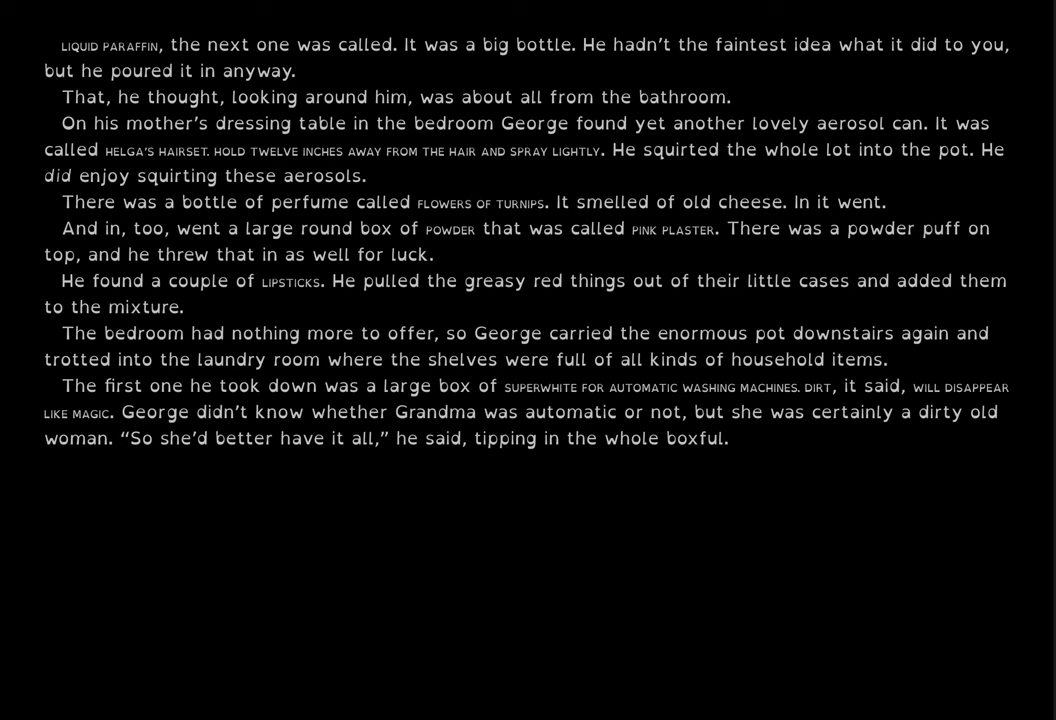 LIQUID PARAFFIN, the next one was called. It was a big bottle. He hadn’t the faintest idea what it did to you,
but he poured it in anyway.
That, he thought, looking around him, was about all from the bathroom.
On his mother’s dressing table in the bedroom George found yet another lovely aerosol can. It was
called HELGA’S HAIRSET. HOLD TWELVE INCHES AWAY FROM THE HAIR AND SPRAY LIGHTLY. He squirted the whole lot into the pot. He
did enjoy squirting these aerosols.
There was a bottle of perfume called FLOWERS OF TURNIPS. It smelled of old cheese. In it went.
And in, too, went a large round box of POWDER that was called PINK PLASTER. There was a powder puff on
top, and he threw that in as well for luck.
He found a couple of LIPSTICKS. He pulled the greasy red things out of their little cases and added them
to the mixture.
The bedroom had nothing more to offer, so George carried the enormous pot downstairs again and
trotted into the laundry room where the shelves were full of all kinds of household items.
The first one he took down was a large box of SUPERWHITE FOR AUTOMATIC WASHING MACHINES. DIRT, it said, WILL DISAPPEAR
LIKE MAGIC. George didn’t know whether Grandma was automatic or not, but she was certainly a dirty old
woman. “So she’d better have it all,” he said, tipping in the whole boxful.